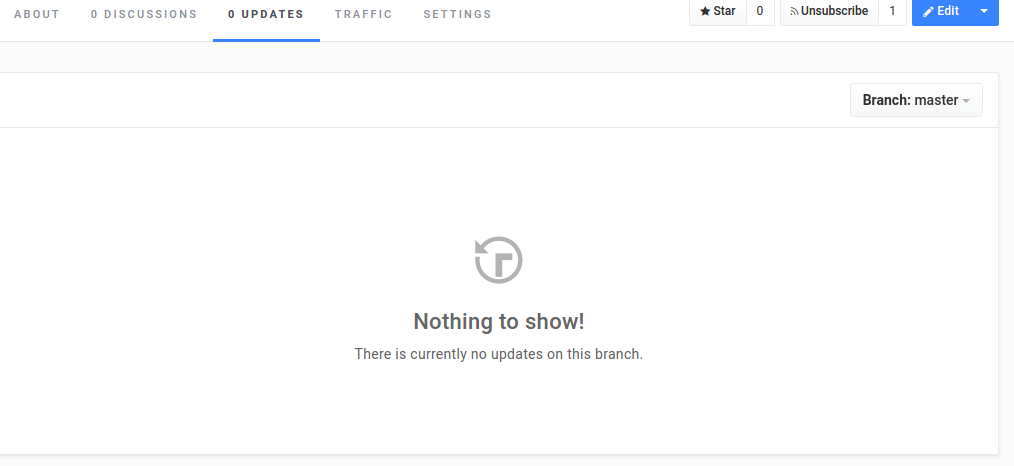 ABOUT 0 DISCUSSIONS 0 UPDATES TRAFFIC SETTINGS Star 0 Unsubscribe 1 Edit
Branch: master
Nothing to show!
There is currently no updates on this branch.